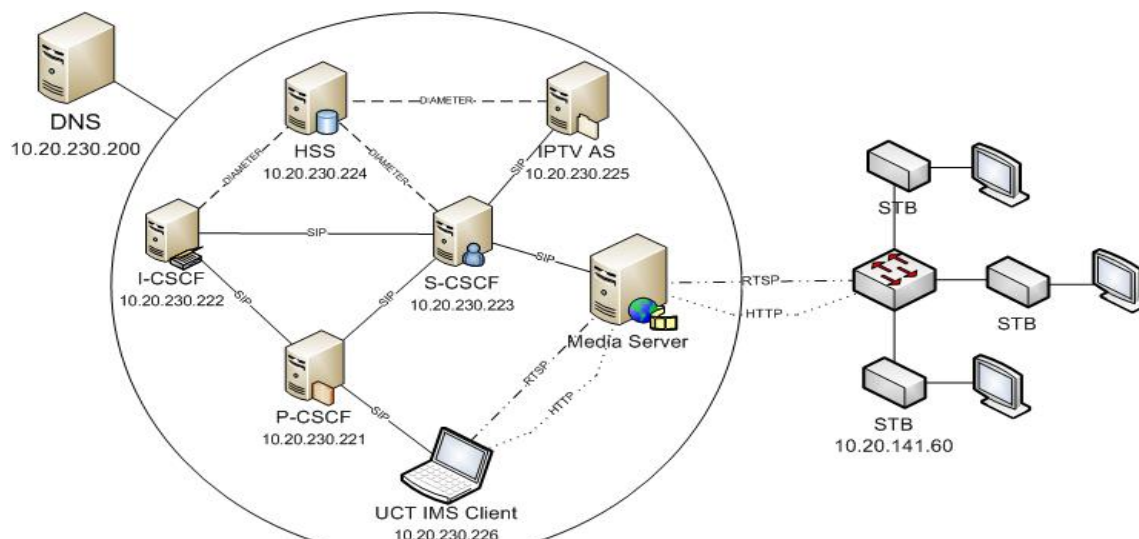 DNS
10.20.230.200
HSS
10.20.230.224
DIAMETER
IPTV AS
10.20.230.225
DIAMETER
DIAMETER
SIP
I-CSCF
10.20.230.222
SIP
S-CSCF
10.20.230.223
SIP
Media Server
RTSP
HTTP
SIP
SIP
P-CSCF
10.20.230.221
SIP
RTSP
HTTP
UCT IMS Client
10.20.230.226
STB
STB
STB
10.20.141.60